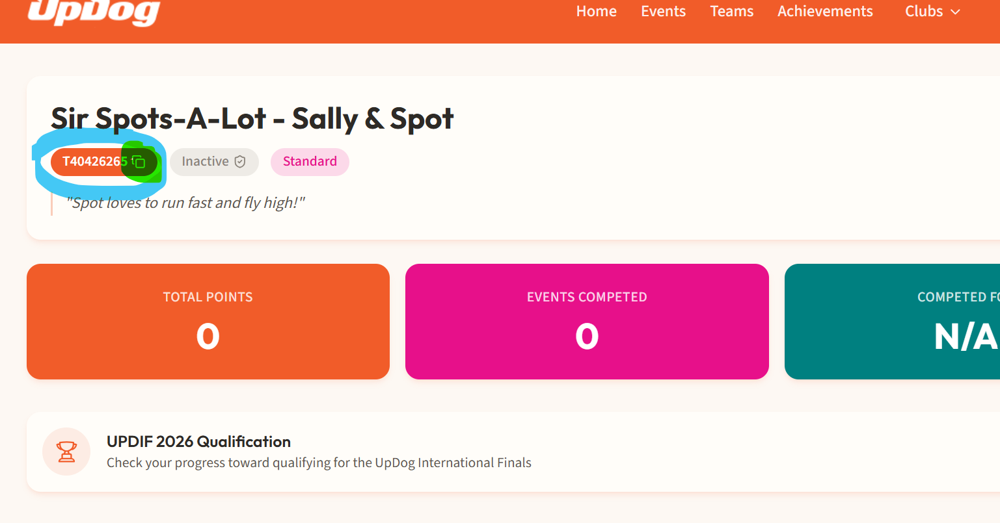 UpDog
Home Events Teams Achievements Clubs
Sir Spots-A-Lot - Sally & Spot
T40426265 Inactive Standard
"Spot loves to run fast and fly high!"
TOTAL POINTS
0
EVENTS COMPETED
0
COMPETED
N/A
UPDIF 2026 Qualification
Check your progress toward qualifying for the UpDog International Finals